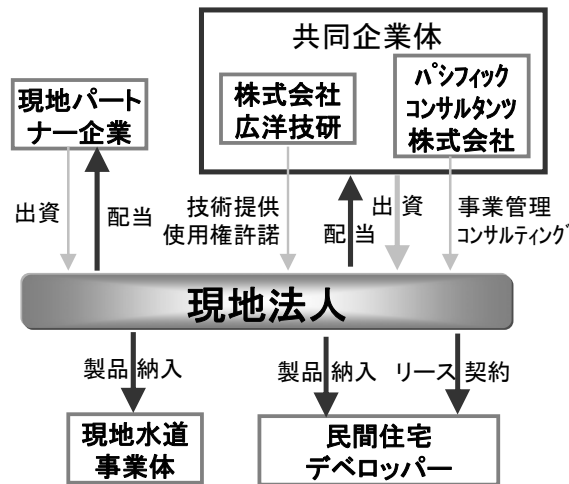 共同企業体
現地パート
ナー企業
株式会社
広洋技研
パシフィック
コンサルタンツ
株式会社
出資
配当
技術提供
使用権許諾
配当
出資
事業管理
コンサルティング
現地法人
製品納入
製品納入
リース契約
現地水道
事業体
民間住宅
デベロッパー